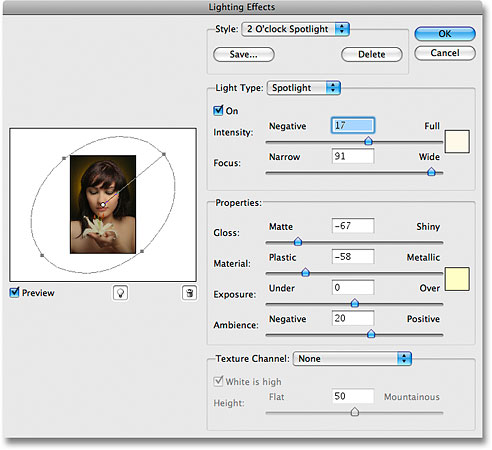 Lighting Effects
Style: 2 O'clock Spotlight
OK
Save... Delete
Cancel
Light Type: Spotlight
On
Negative 17 Full
Intensity:
Narrow 91 Wide
Focus:
Properties:
Matte -67 Shiny
Gloss:
Plastic -58 Metallic
Material:
Under 0 Over
Exposure:
Negative 20 Positive
Ambience:
Preview
Texture Channel: None
White is high
Flat 50 Mountainous
Height: